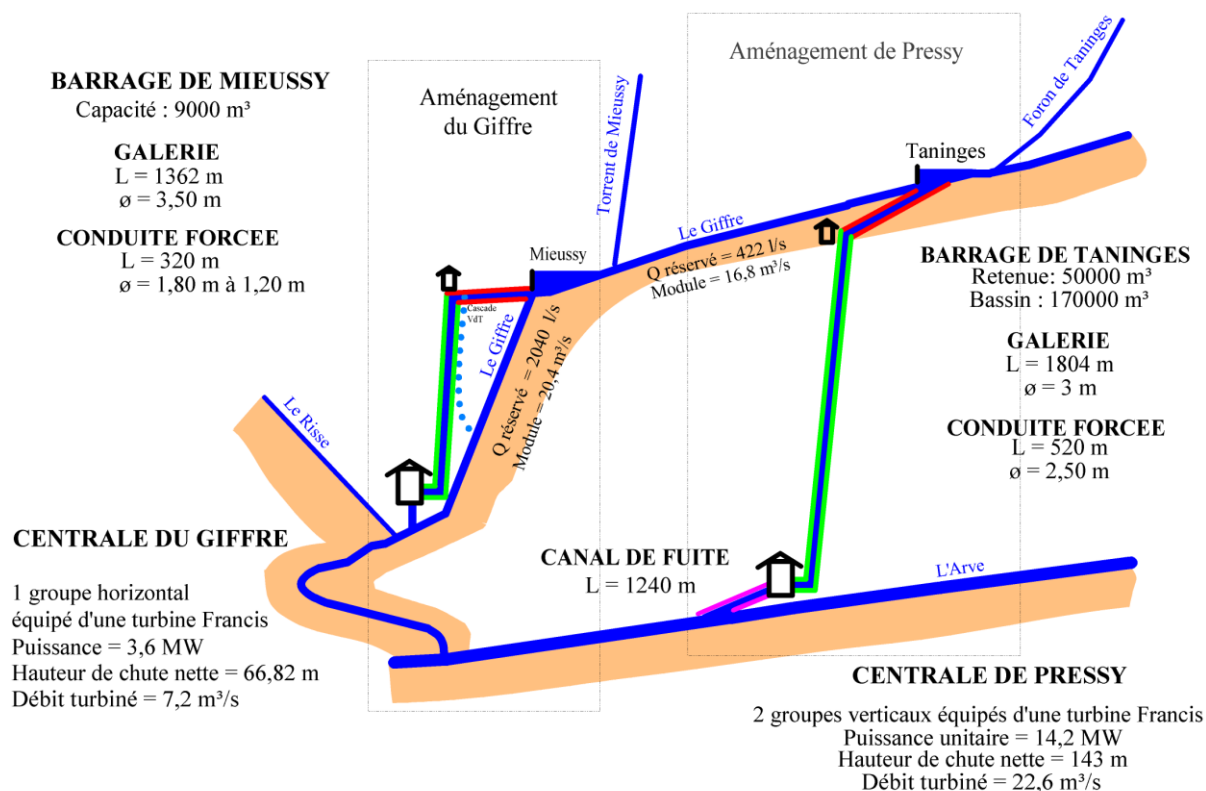 BARRAGE DE MIEUSSY
Capacité : 9000 m³
GALERIE
L = 1362 m
ø = 3,50 m
CONDUITE FORCEE
L = 320 m
ø = 1,80 m à 1,20 m
Aménagement
du Giffre
Torrent de Mieussy
Aménagement de Pressy
Foron de Taninges
Taninges
Le Giffre
Q réservé = 422 l/s
Module = 16,8 m³/s
Mieussy
Cascade
VdT
Le Giffre
Q réservé = 2040 l/s
Module = 20,4 m³/s
BARRAGE DE TANINGES
Retenue: 50000 m³
Bassin : 170000 m³
GALERIE
L = 1804 m
ø = 3 m
CONDUITE FORCEE
L = 520 m
ø = 2,50 m
Le Risse
CENTRALE DU GIFFRE
1 groupe horizontal
équipé d'une turbine Francis
Puissance = 3,6 MW
Hauteur de chute nette = 66,82 m
Débit turbiné = 7,2 m³/s
CANAL DE FUITE
L = 1240 m
L'Arve
CENTRALE DE PRESSY
2 groupes verticaux équipés d'une turbine Francis
Puissance unitaire = 14,2 MW
Hauteur de chute nette = 143 m
Débit turbiné = 22,6 m³/s